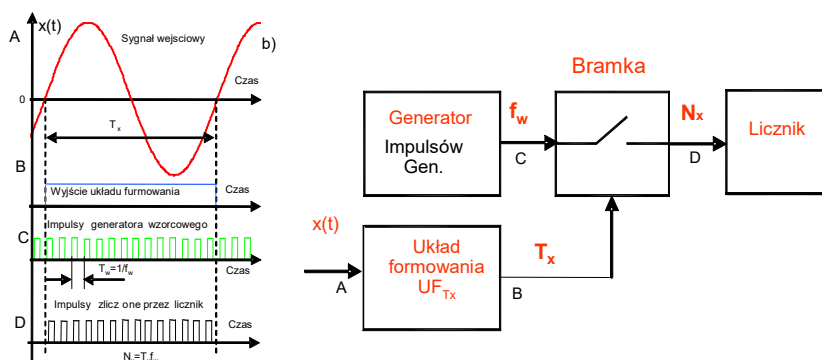 A
x(t)
Sygnał wejsciowy
b)
Czas
0
Tx
B
Wyjście układu furmowania
Czas
C
Impulsy generatora wzorcowego
Tw=1/fw
Czas
Impulsy zlicz one przez licznik
D
Czas
Bramka
Generator
Impulsów
Gen.
fw
C
Nx
D
Licznik
x(t)
A
Układ
formowania
UFTx
Tx
B